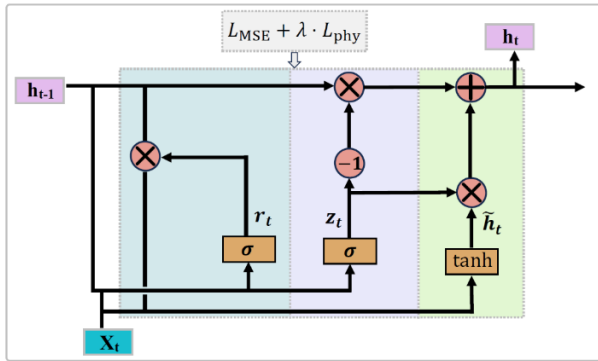 L_MSE + λ · L_phy
h_t
h_t-1
−1
r_t
z_t
h̃_t
σ
σ
tanh
X_t